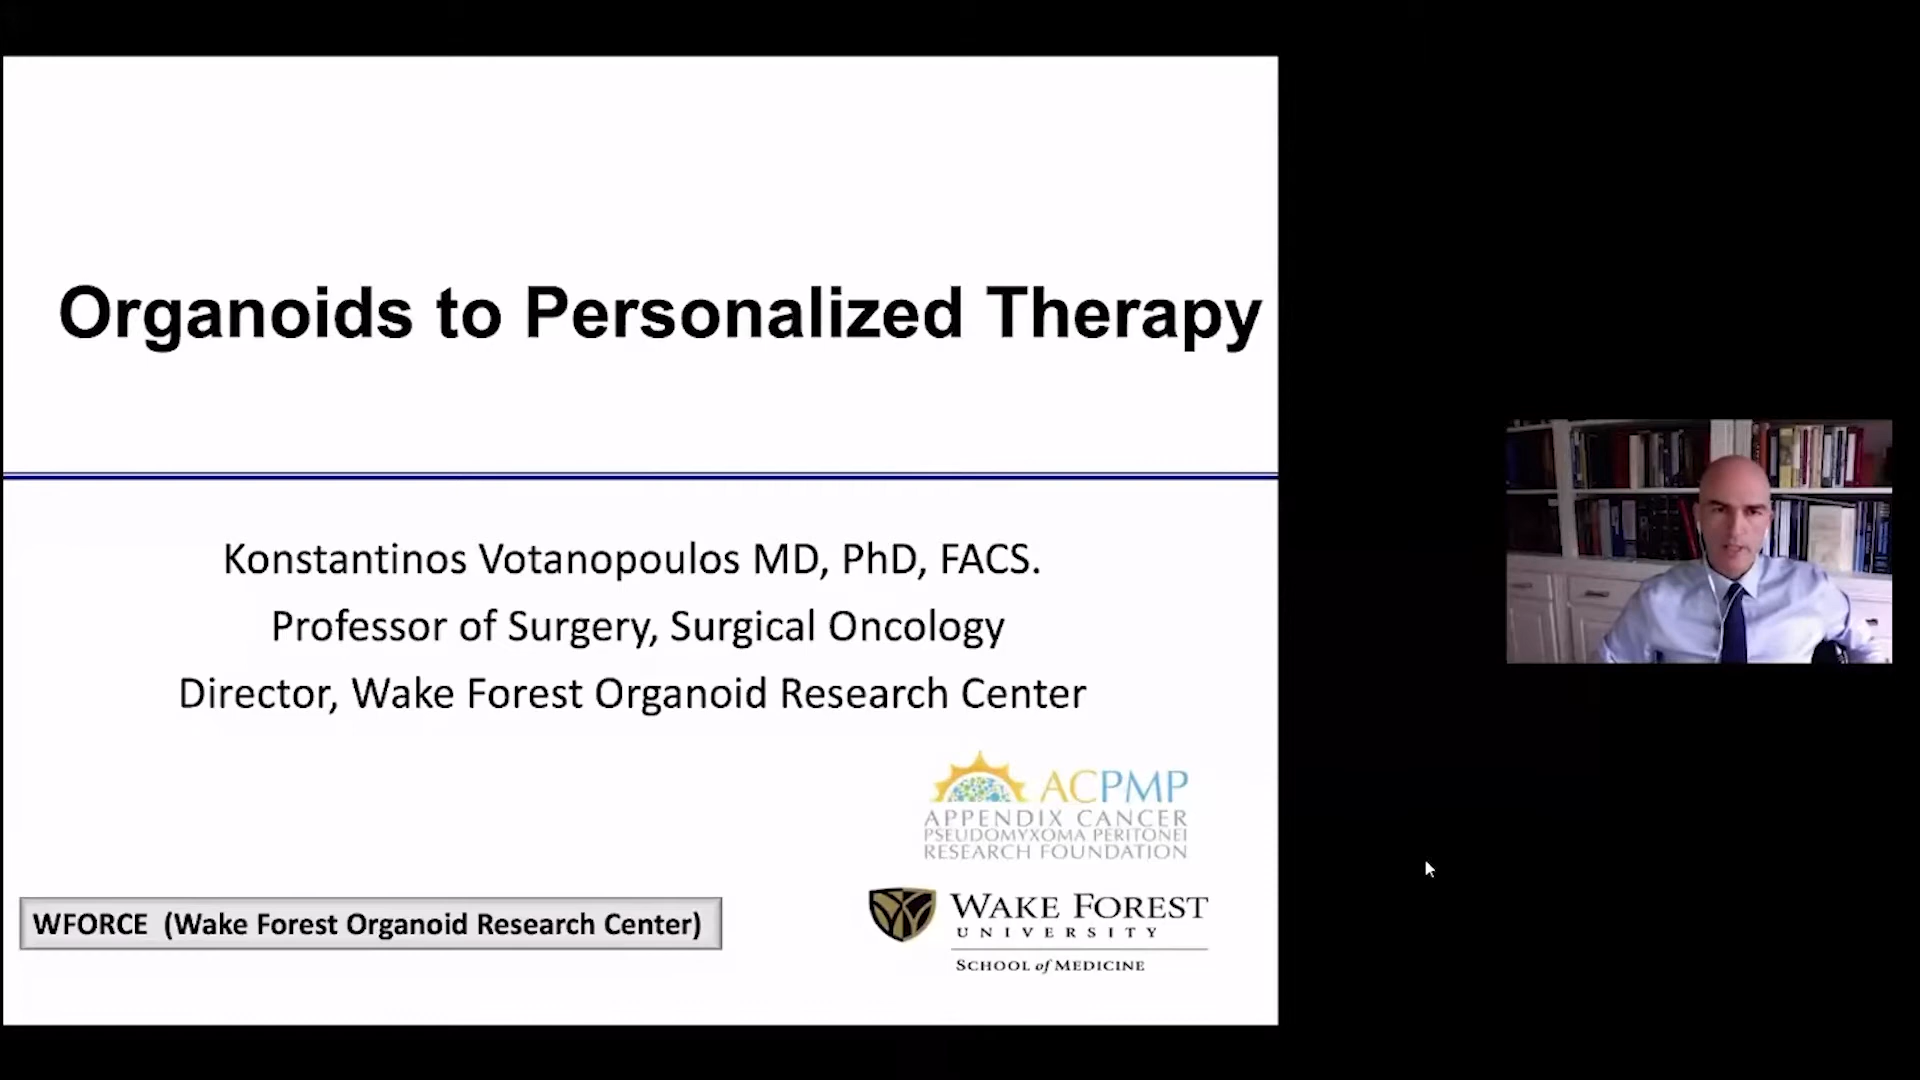 Organoids to Personalized Therapy
Konstantinos Votanopoulos MD, PhD, FACS.
Professor of Surgery, Surgical Oncology
Director, Wake Forest Organoid Research Center
ACPMP
APPENDIX CANCER
PSEUDOMYXOMA PERITONEI
RESEARCH FOUNDATION
WFORCE (Wake Forest Organoid Research Center)
WAKE FOREST
UNIVERSITY
SCHOOL of MEDICINE